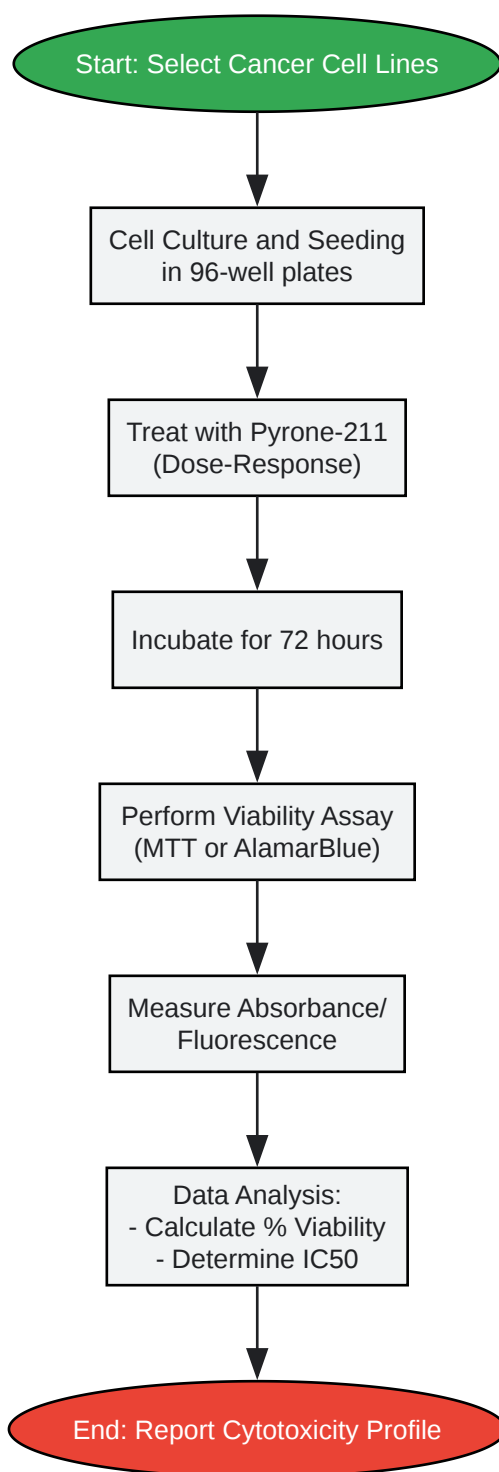 Start: Select Cancer Cell Lines
Cell Culture and Seeding
in 96-well plates
Treat with Pyrone-211
(Dose-Response)
Incubate for 72 hours
Perform Viability Assay
(MTT or AlamarBlue)
Measure Absorbance/
Fluorescence
Data Analysis:
- Calculate % Viability
- Determine IC50
End: Report Cytotoxicity Profile